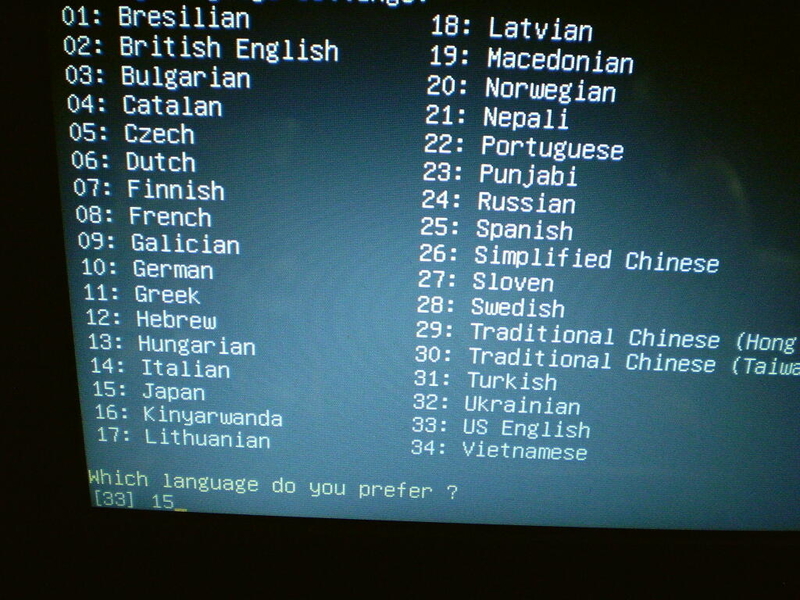 01: Bresilian
02: British English
03: Bulgarian
04: Catalan
05: Czech
06: Dutch
07: Finnish
08: French
09: Galician
10: German
11: Greek
12: Hebrew
13: Hungarian
14: Italian
15: Japan
16: Kinyarwanda
17: Lithuanian
18: Latvian
19: Macedonian
20: Norwegian
21: Nepali
22: Portuguese
23: Punjabi
24: Russian
25: Spanish
26: Simplified Chinese
27: Sloven
28: Swedish
29: Traditional Chinese (Hong
30: Traditional Chinese (Taiwa
31: Turkish
32: Ukrainian
33: US English
34: Vietnamese
Which language do you prefer ?
[33] 15_